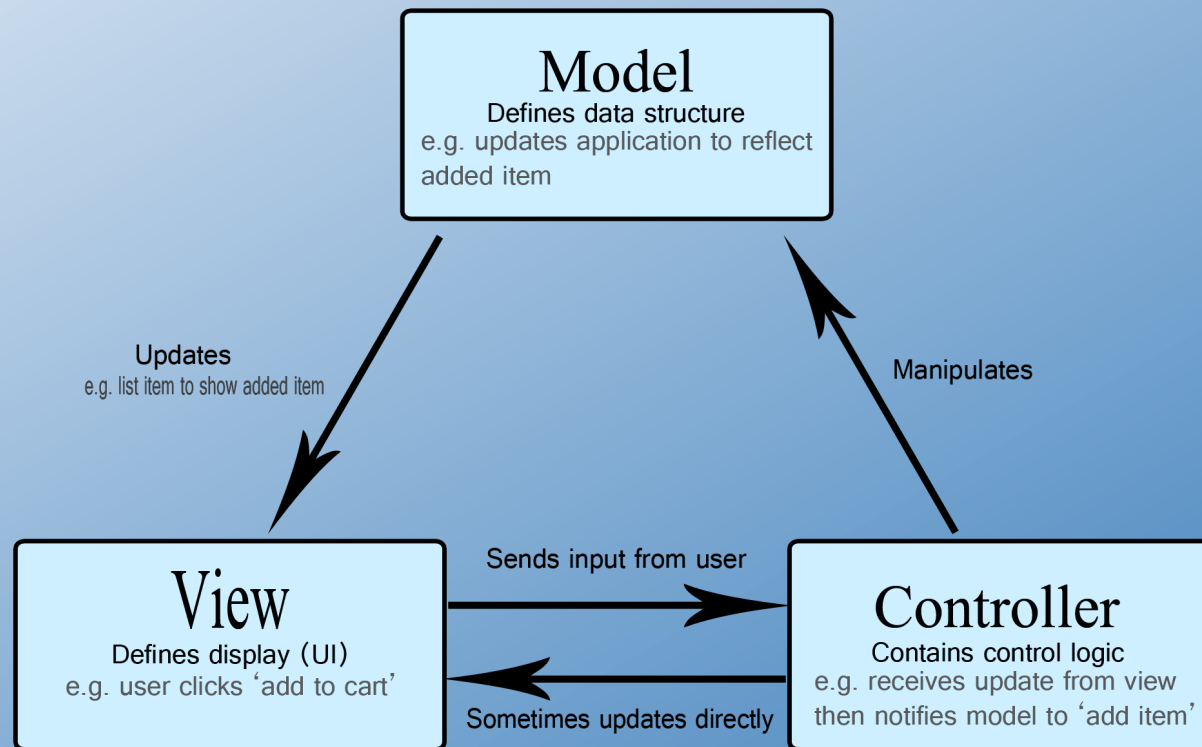 Model
Defines data structure
e.g. updates application to reflect
added item
Updates
e.g. list item to show added item
Manipulates
View
Defines display (UI)
e.g. user clicks ‘add to cart’
Sends input from user
Sometimes updates directly
Controller
Contains control logic
e.g. receives update from view
then notifies model to ‘add item’